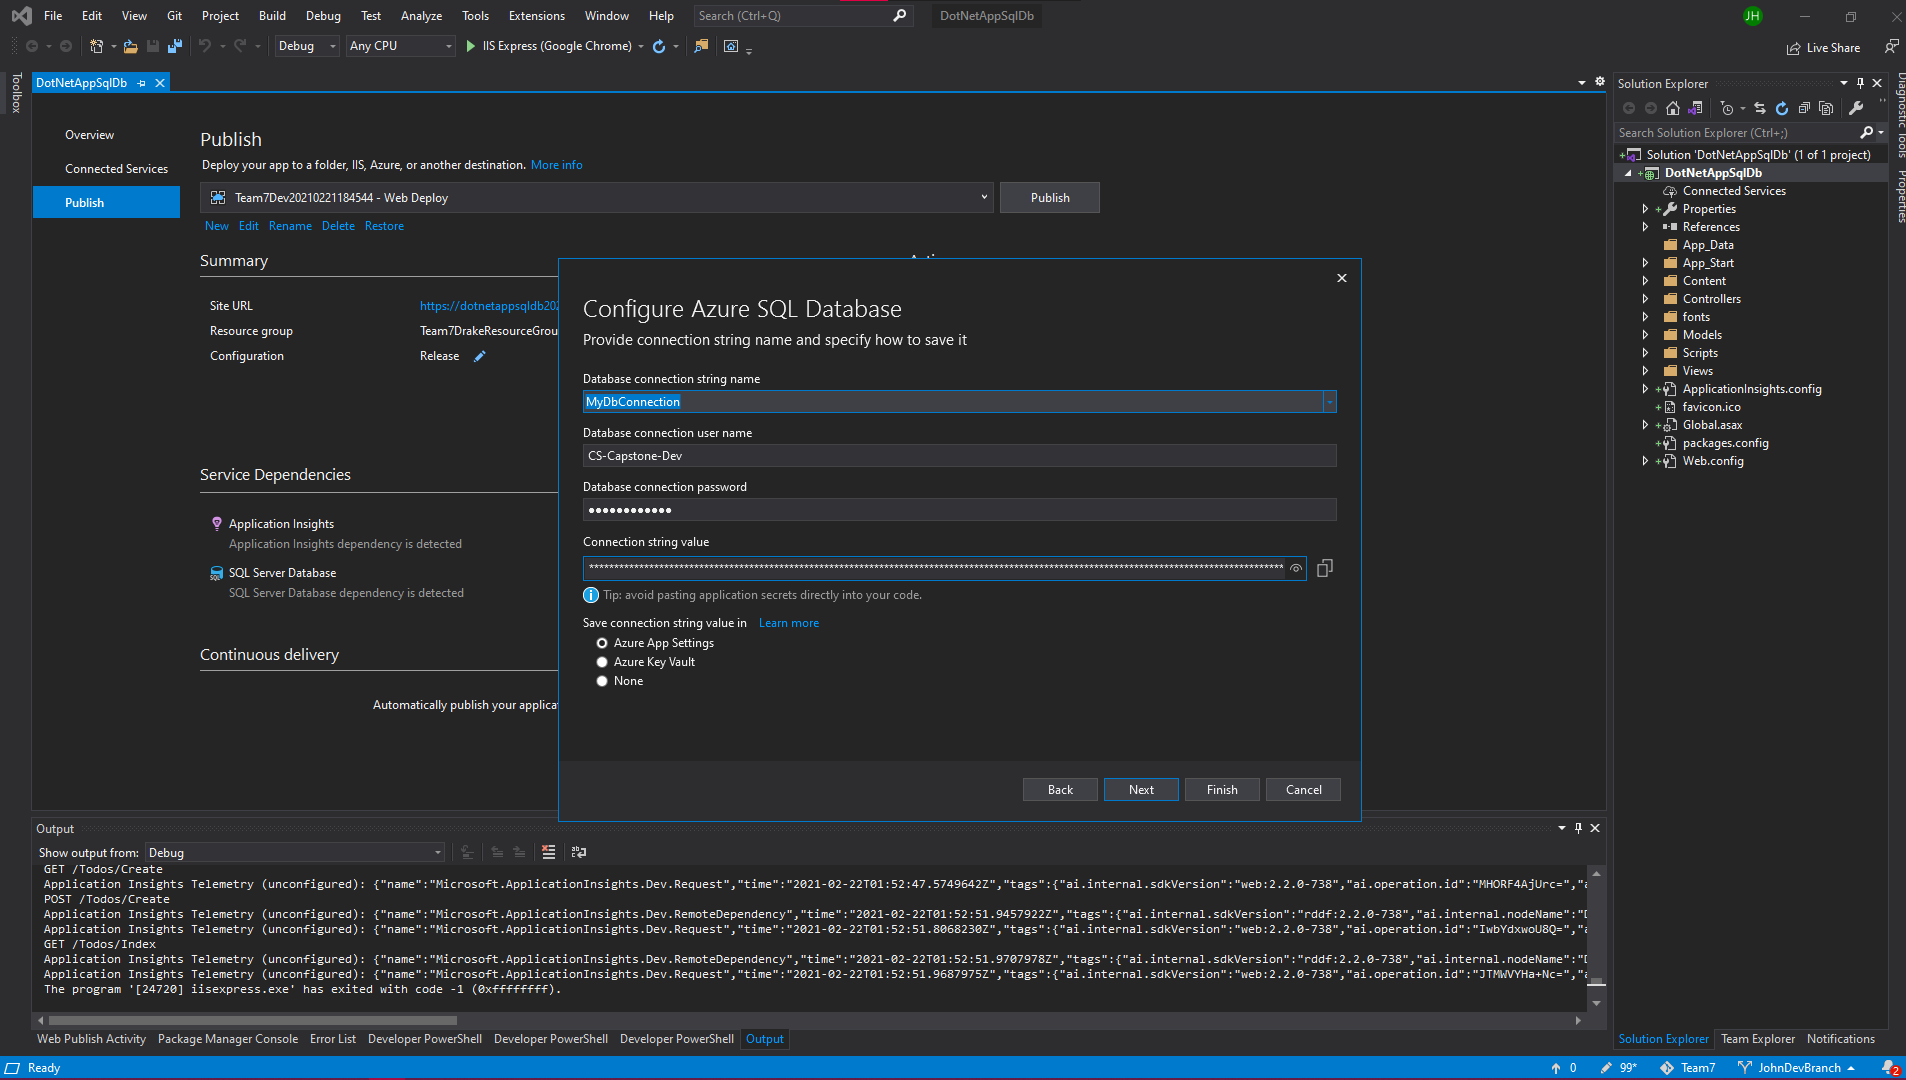 File Edit View Git Project Build Debug Test Analyze Tools Extensions Window Help Search (Ctrl+Q) DotNetAppSqlDb JH
Debug Any CPU IIS Express (Google Chrome) Live Share
Toolbox
DotNetAppSqlDb
Overview
Connected Services
Publish
Publish
Deploy your app to a folder, IIS, Azure, or another destination. More info
Team7Dev20210221184544 - Web Deploy Publish
New Edit Rename Delete Restore
Summary
Site URL https://dotnetappsqldb202
Resource group Team7DrakeResourceGrou
Configuration Release
Service Dependencies
Application Insights
Application Insights dependency is detected
SQL Server Database
SQL Server Database dependency is detected
Continuous delivery
Automatically publish your applica
Configure Azure SQL Database
Provide connection string name and specify how to save it
Database connection string name
MyDbConnection
Database connection user name
CS-Capstone-Dev
Database connection password
●●●●●●●●●●●●
Connection string value
Tip: avoid pasting application secrets directly into your code.
Save connection string value in Learn more
Azure App Settings
Azure Key Vault
None
Back Next Finish Cancel
Solution Explorer
Search Solution Explorer (Ctrl+;)
Solution 'DotNetAppSqlDb' (1 of 1 project)
DotNetAppSqlDb
Connected Services
Properties
References
App_Data
App_Start
Content
Controllers
fonts
Models
Scripts
Views
ApplicationInsights.config
favicon.ico
Global.asax
packages.config
Web.config
Diagnostic Tools
Properties
Output
Show output from: Debug
GET /Todos/Create
Application Insights Telemetry (unconfigured): {"name":"Microsoft.ApplicationInsights.Dev.Request","time":"2021-02-22T01:52:47.5749642Z","tags":{"ai.internal.sdkVersion":"web:2.2.0-738","ai.operation.id":"MHORF4AjUrc=","a
POST /Todos/Create
Application Insights Telemetry (unconfigured): {"name":"Microsoft.ApplicationInsights.Dev.RemoteDependency","time":"2021-02-22T01:52:51.9457922Z","tags":{"ai.internal.sdkVersion":"rddf:2.2.0-738","ai.internal.nodeName":"D
Application Insights Telemetry (unconfigured): {"name":"Microsoft.ApplicationInsights.Dev.Request","time":"2021-02-22T01:52:51.8068230Z","tags":{"ai.internal.sdkVersion":"web:2.2.0-738","ai.operation.id":"IwbYdxwoU8Q=","a
GET /Todos/Index
Application Insights Telemetry (unconfigured): {"name":"Microsoft.ApplicationInsights.Dev.RemoteDependency","time":"2021-02-22T01:52:51.9707978Z","tags":{"ai.internal.sdkVersion":"rddf:2.2.0-738","ai.internal.nodeName":"D
Application Insights Telemetry (unconfigured): {"name":"Microsoft.ApplicationInsights.Dev.Request","time":"2021-02-22T01:52:51.9687975Z","tags":{"ai.internal.sdkVersion":"web:2.2.0-738","ai.operation.id":"JTMWVYHa+Nc=","a
The program '[24720] iisexpress.exe' has exited with code -1 (0xffffffff).
Web Publish Activity Package Manager Console Error List Developer PowerShell Developer PowerShell Developer PowerShell Output
Solution Explorer Team Explorer Notifications
Ready 0 99* Team7 JohnDevBranch 2